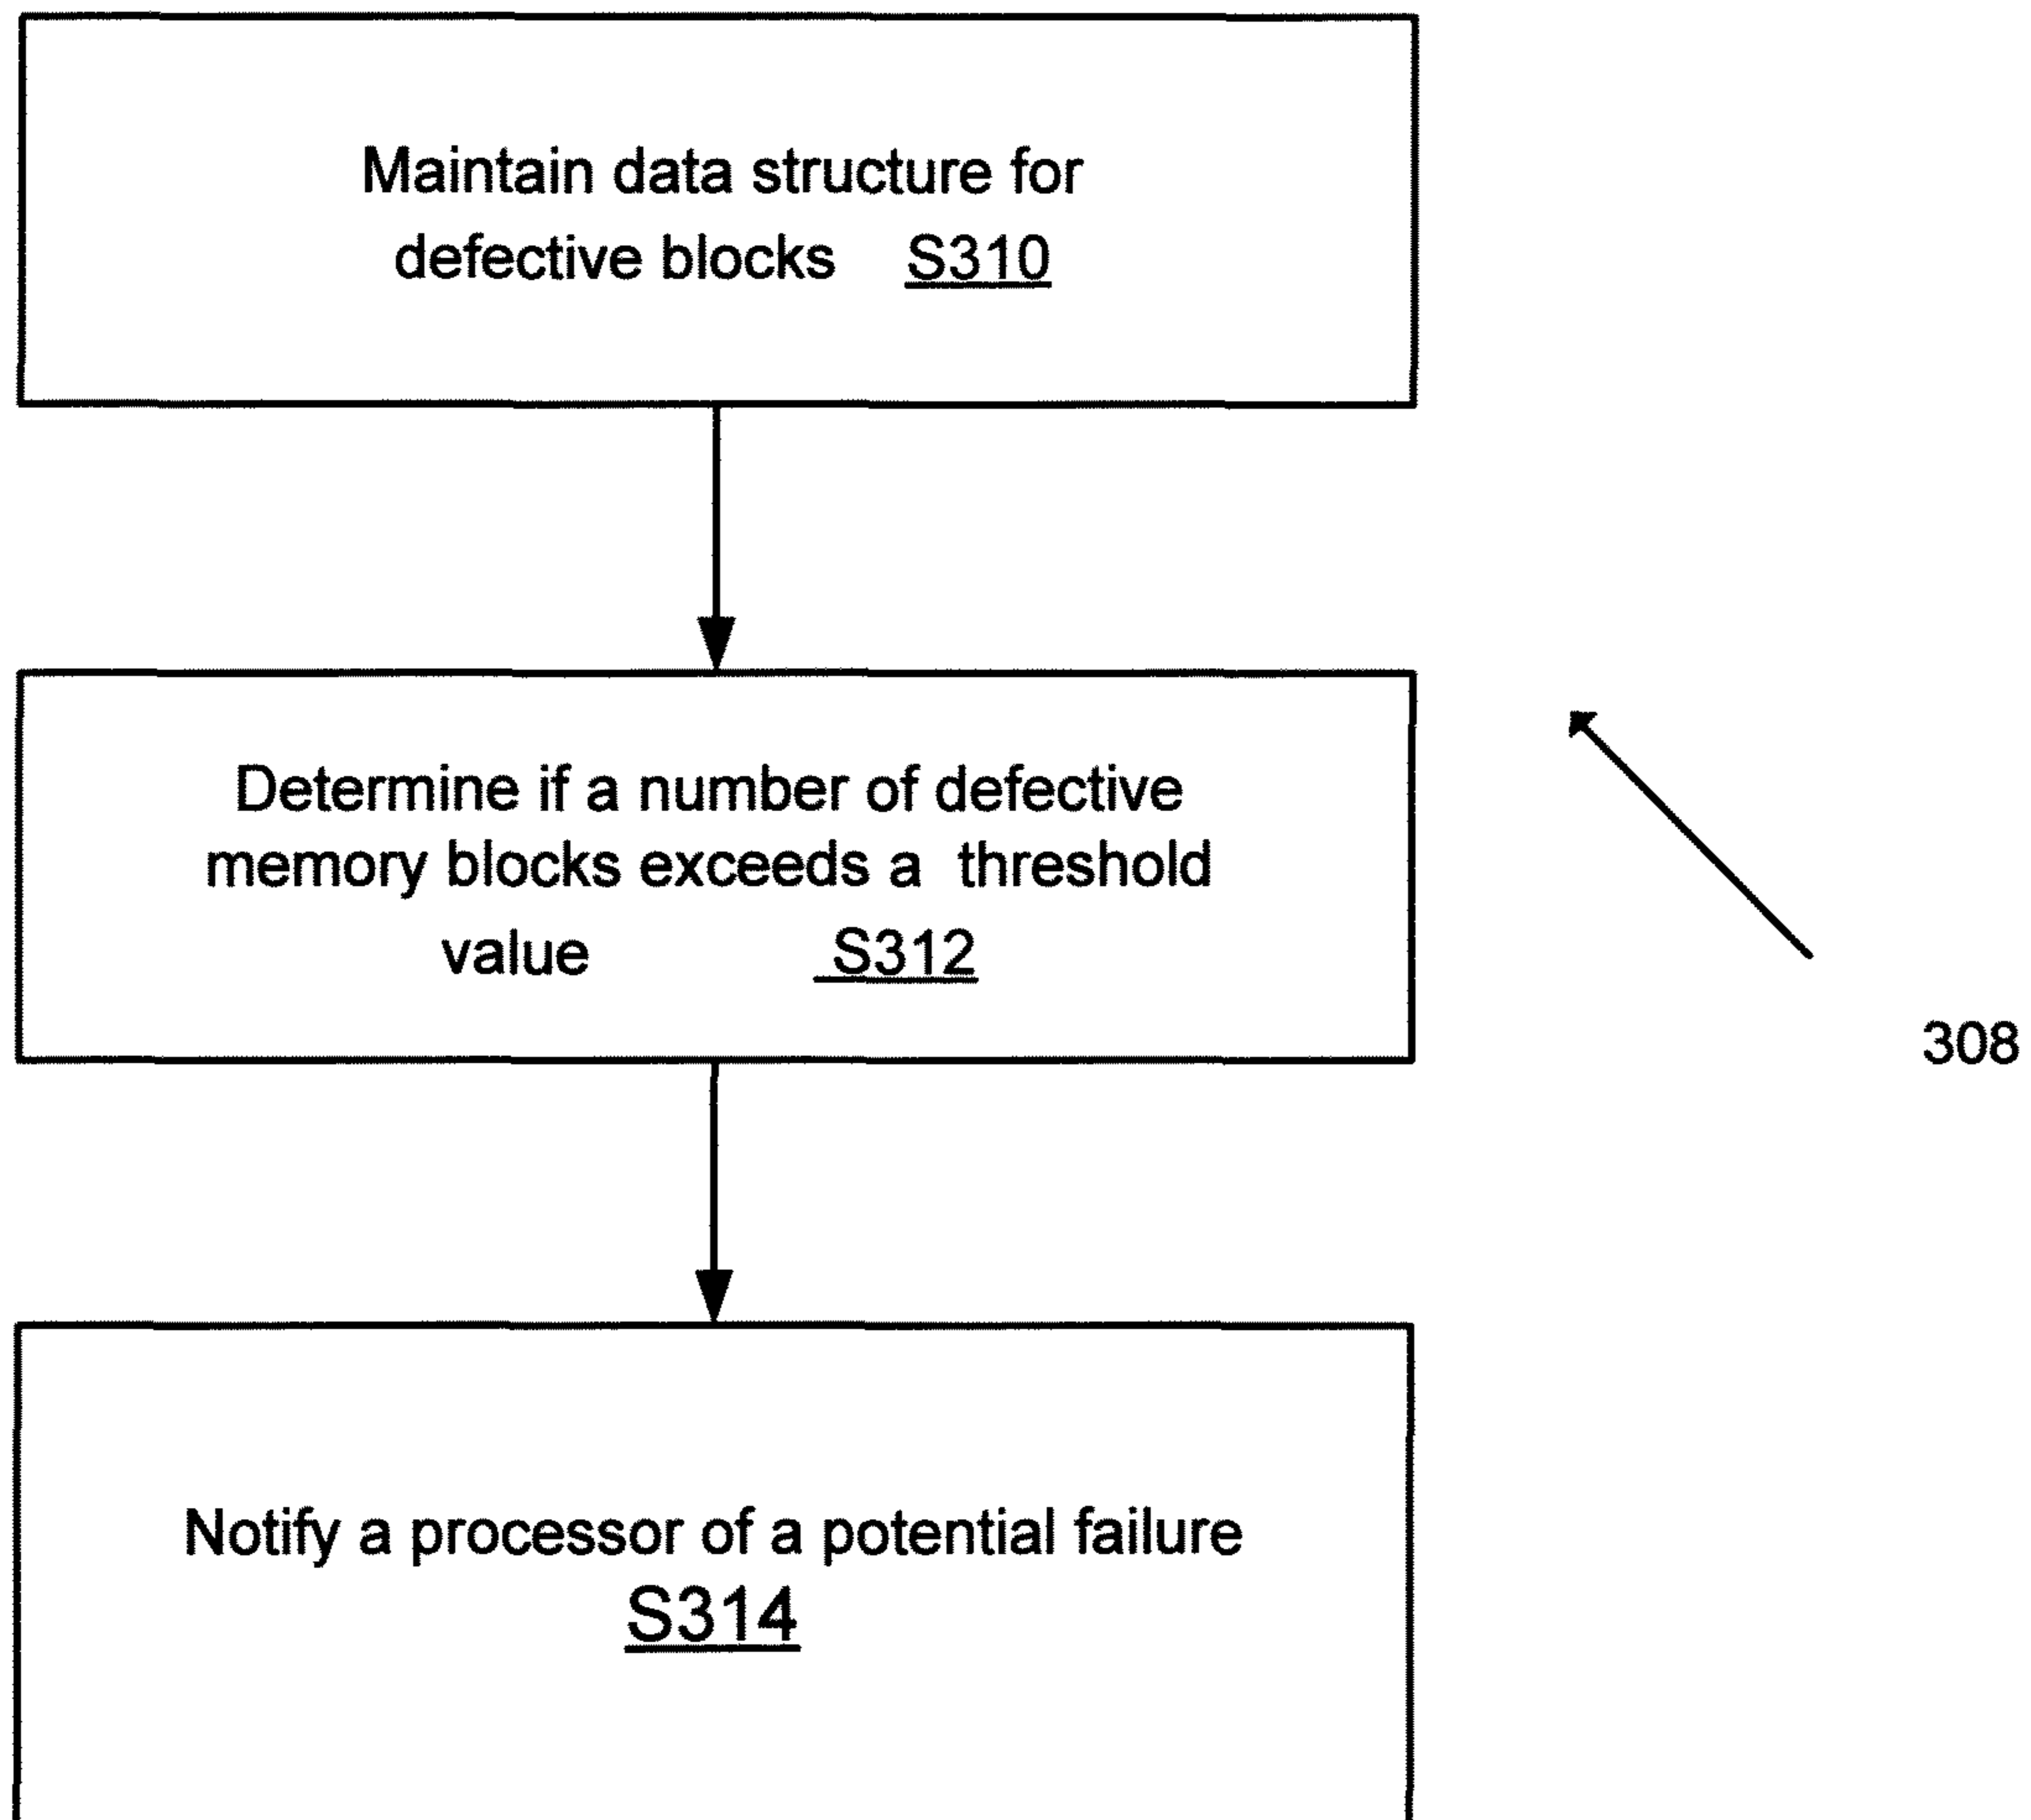 Maintain data structure for
defective blocks S310
Determine if a number of defective
memory blocks exceeds a threshold
value S312
308
Notify a processor of a potential failure
S314